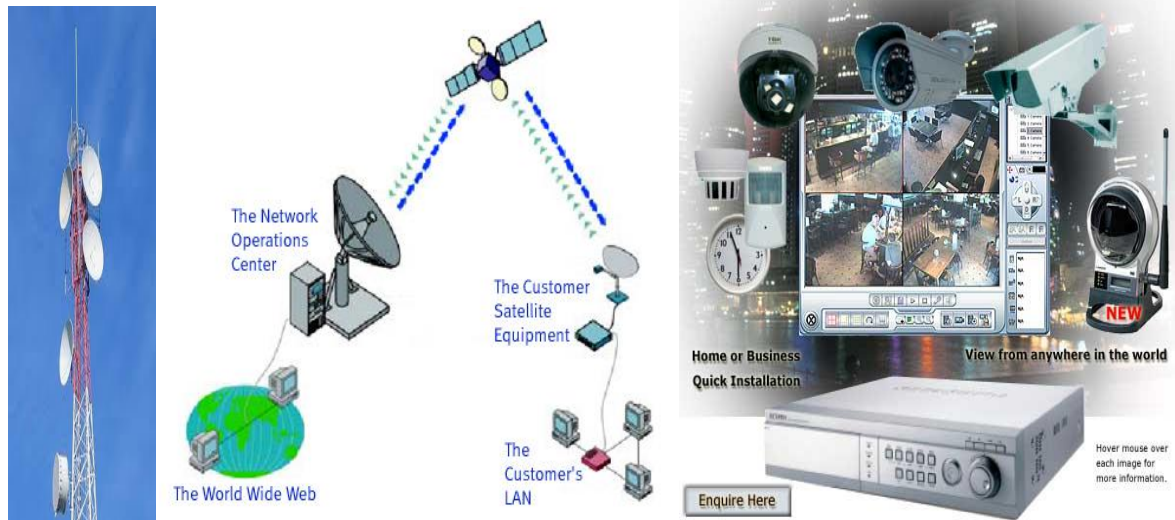 The Network
Operations
Center
The Customer
Satellite
Equipment
The World Wide Web
The
Customer's
LAN
NEW
Home or Business
Quick Installation
View from anywhere in the world
Hover mouse over
each image for
more information.
Enquire Here